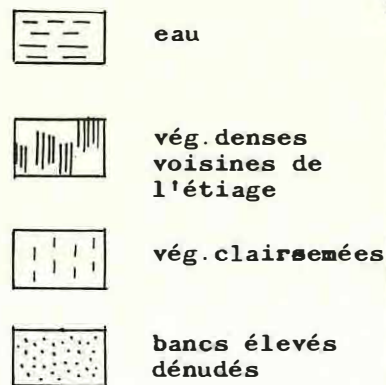 eau
vég.denses
voisines de
l'étiage
vég.clairsemées
bancs élevés
dénudés